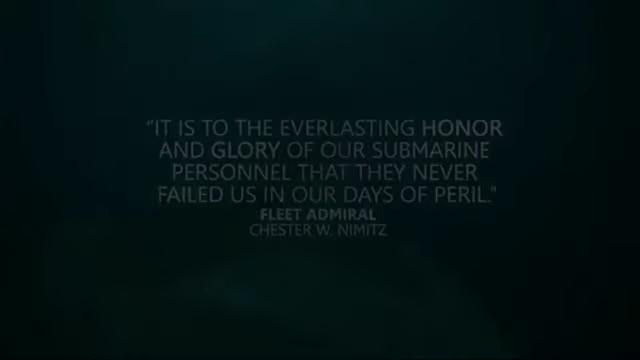 “IT IS TO THE EVERLASTING HONOR
AND GLORY OF OUR SUBMARINE
PERSONNEL THAT THEY NEVER
FAILED US IN OUR DAYS OF PERIL."
FLEET ADMIRAL
CHESTER W. NIMITZ